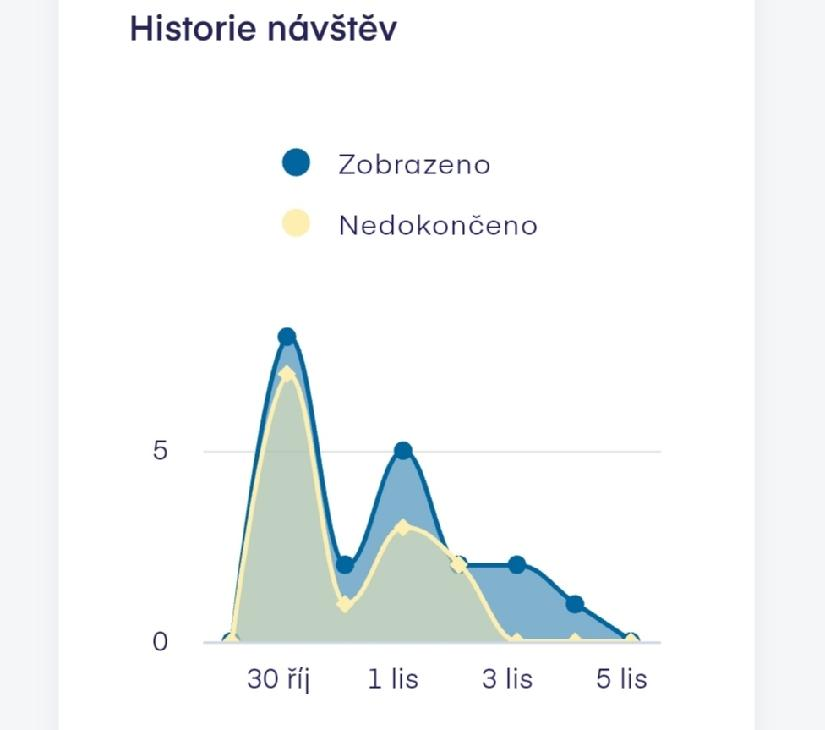 Historie návštěv
Zobrazeno
Nedokončeno
5
0
30 říj 1 lis 3 lis 5 lis